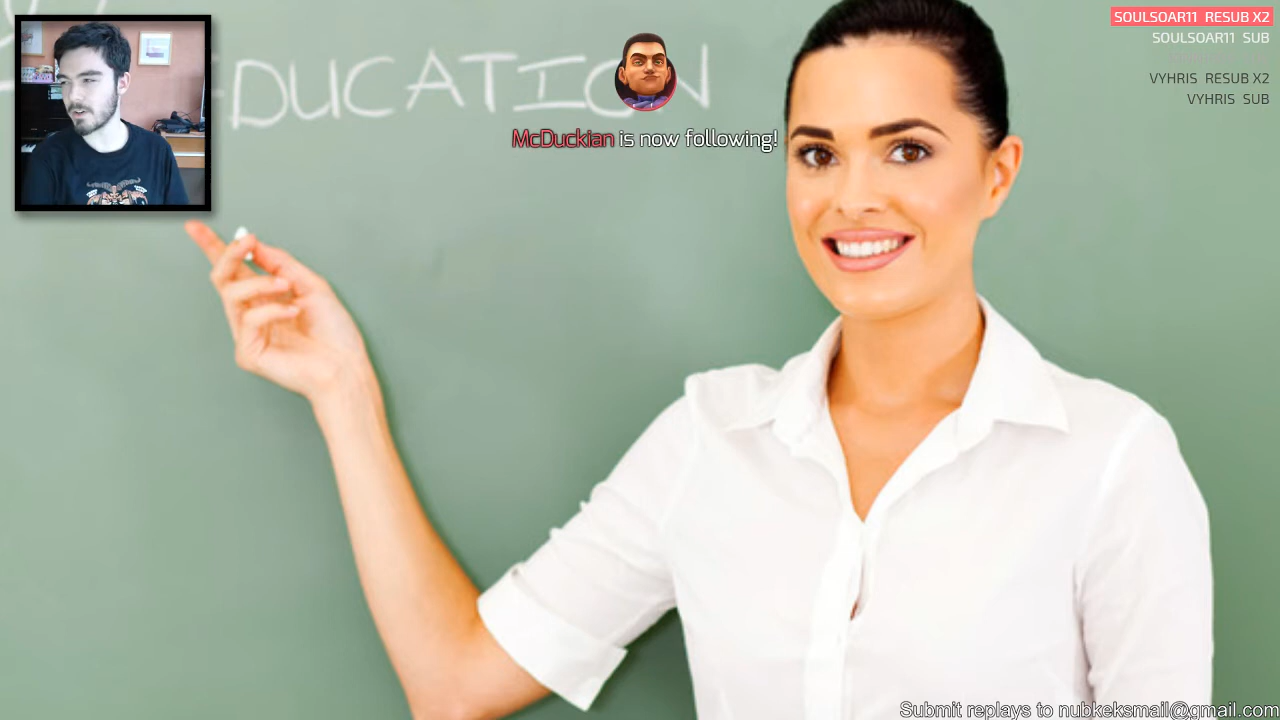 SOULSOAR11 RESUB X2
SOULSOAR11 SUB
VYHRIS RESUB X2
VYHRIS SUB
DUCATION
McDuckian is now following!
Submit replays to nubkeksmail@gmail.com